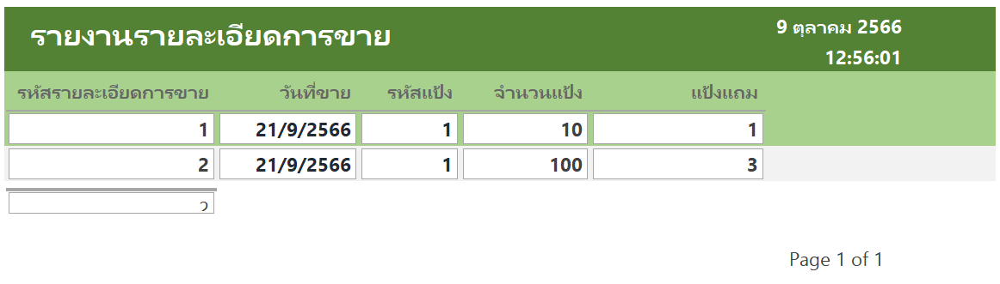 รายงานรายละเอียดการขาย 9 ตุลาคม 2566
12:56:01
รหัสรายละเอียดการขาย วันที่ขาย รหัสแป้ง จำนวนแป้ง แป้งแถม
1 21/9/2566 1 10 1
2 21/9/2566 1 100 3
2
Page 1 of 1